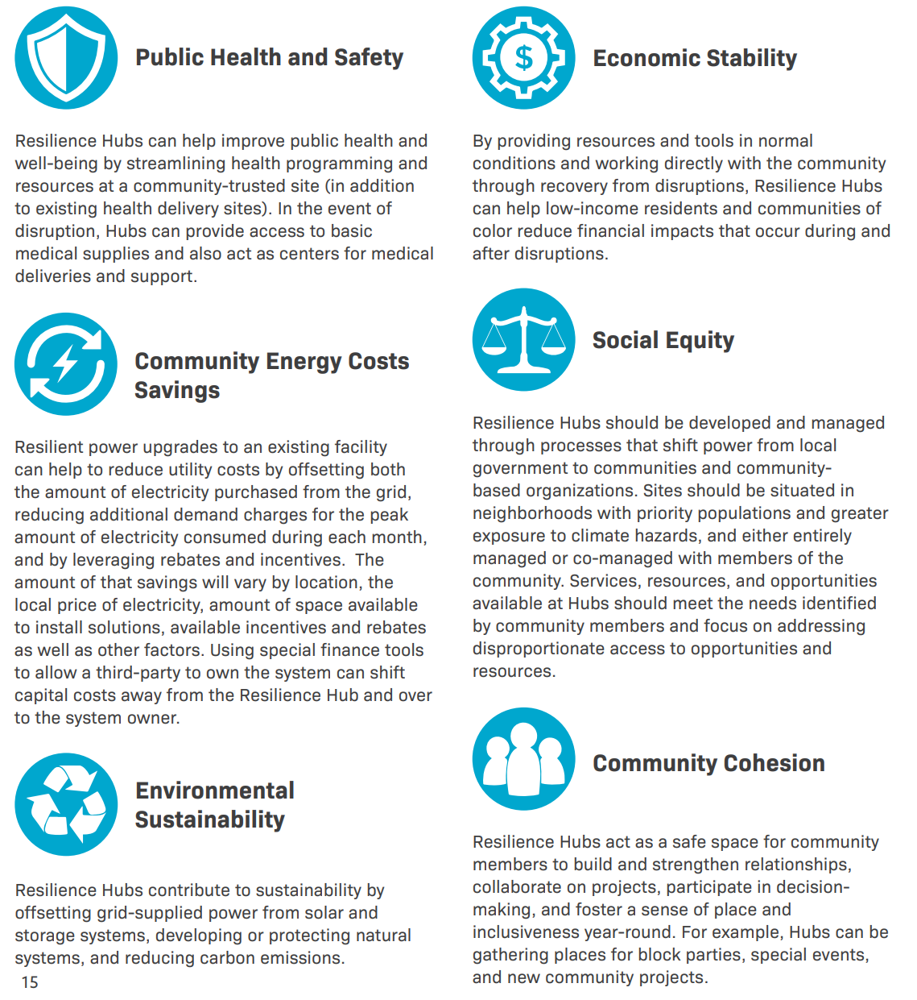 Public Health and Safety
Resilience Hubs can help improve public health and
well-being by streamlining health programming and
resources at a community-trusted site (in addition
to existing health delivery sites). In the event of
disruption, Hubs can provide access to basic
medical supplies and also act as centers for medical
deliveries and support.
Community Energy Costs
Savings
Resilient power upgrades to an existing facility
can help to reduce utility costs by offsetting both
the amount of electricity purchased from the grid,
reducing additional demand charges for the peak
amount of electricity consumed during each month,
and by leveraging rebates and incentives.  The
amount of that savings will vary by location, the
local price of electricity, amount of space available
to install solutions, available incentives and rebates
as well as other factors. Using special finance tools
to allow a third-party to own the system can shift
capital costs away from the Resilience Hub and over
to the system owner.
Environmental
Sustainability
Resilience Hubs contribute to sustainability by
offsetting grid-supplied power from solar and
storage systems, developing or protecting natural
systems, and reducing carbon emissions.
15
$
Economic Stability
By providing resources and tools in normal
conditions and working directly with the community
through recovery from disruptions, Resilience Hubs
can help low-income residents and communities of
color reduce financial impacts that occur during and
after disruptions.
Social Equity
Resilience Hubs should be developed and managed
through processes that shift power from local
government to communities and community-
based organizations. Sites should be situated in
neighborhoods with priority populations and greater
exposure to climate hazards, and either entirely
managed or co-managed with members of the
community. Services, resources, and opportunities
available at Hubs should meet the needs identified
by community members and focus on addressing
disproportionate access to opportunities and
resources.
Community Cohesion
Resilience Hubs act as a safe space for community
members to build and strengthen relationships,
collaborate on projects, participate in decision-
making, and foster a sense of place and
inclusiveness year-round. For example, Hubs can be
gathering places for block parties, special events,
and new community projects.